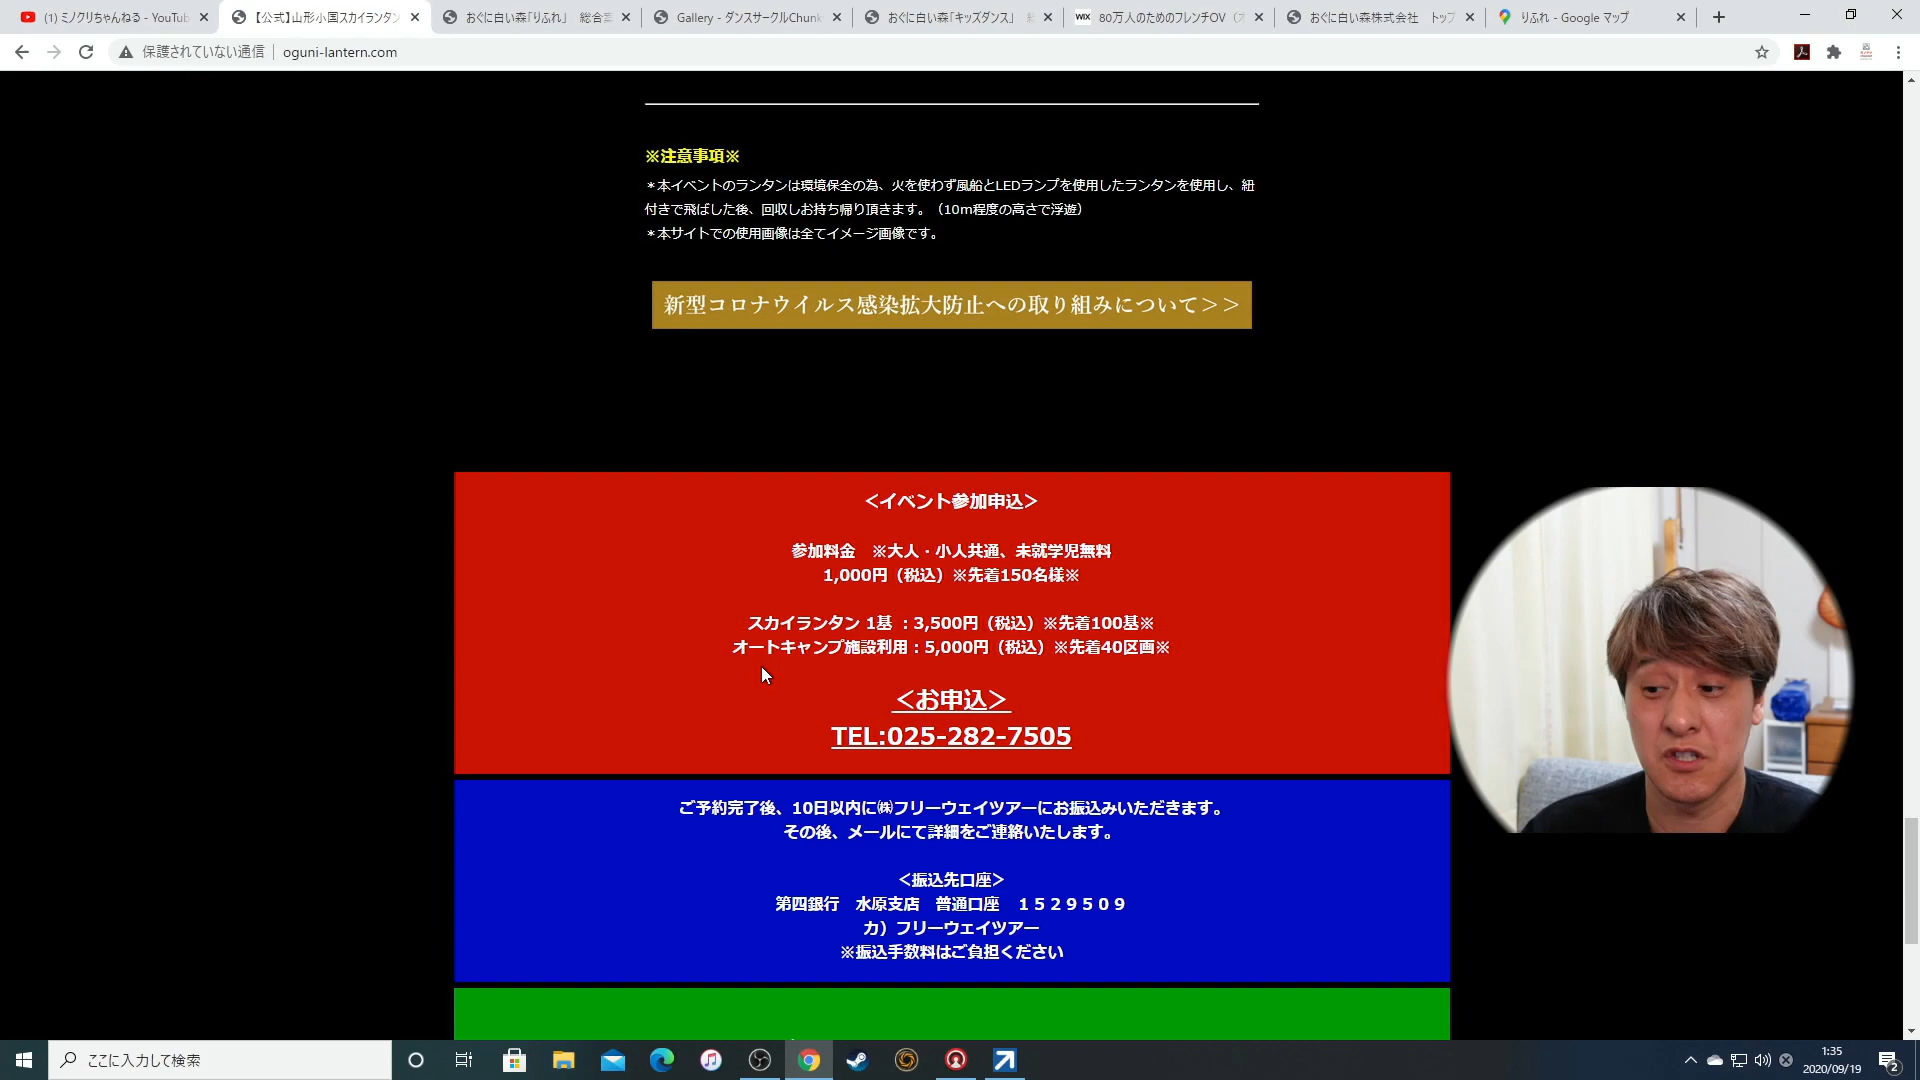 (1) ミノクリちゃんねる - YouTub
【公式】山形小国スカイランタン
おぐに白い森「りふれ」 総合案
Gallery - ダンスサークルChunk
おぐに白い森「キッズダンス」
WIX 80万人のためのフレンチOV（オ
おぐに白い森株式会社 トップ
りふれ - Google マップ
保護されていない通信 oguni-lantern.com
※注意事項※
＊本イベントのランタンは環境保全の為、火を使わず風船とLEDランプを使用したランタンを使用し、紐
付きで飛ばした後、回収しお持ち帰り頂きます。（10m程度の高さで浮遊）
＊本サイトでの使用画像は全てイメージ画像です。
新型コロナウイルス感染拡大防止への取り組みについて＞＞
＜イベント参加申込＞
参加料金 ※大人・小人共通、未就学児無料
1,000円（税込）※先着150名様※
スカイランタン 1基 ：3,500円（税込）※先着100基※
オートキャンプ施設利用：5,000円（税込）※先着40区画※
＜お申込＞
TEL:025-282-7505
ご予約完了後、10日以内に㈱フリーウェイツアーにお振込みいただきます。
その後、メールにて詳細をご連絡いたします。
＜振込先口座＞
第四銀行 水原支店 普通口座 １５２９５０９
カ）フリーウェイツアー
※振込手数料はご負担ください
ここに入力して検索
1:35
2020/09/19
2